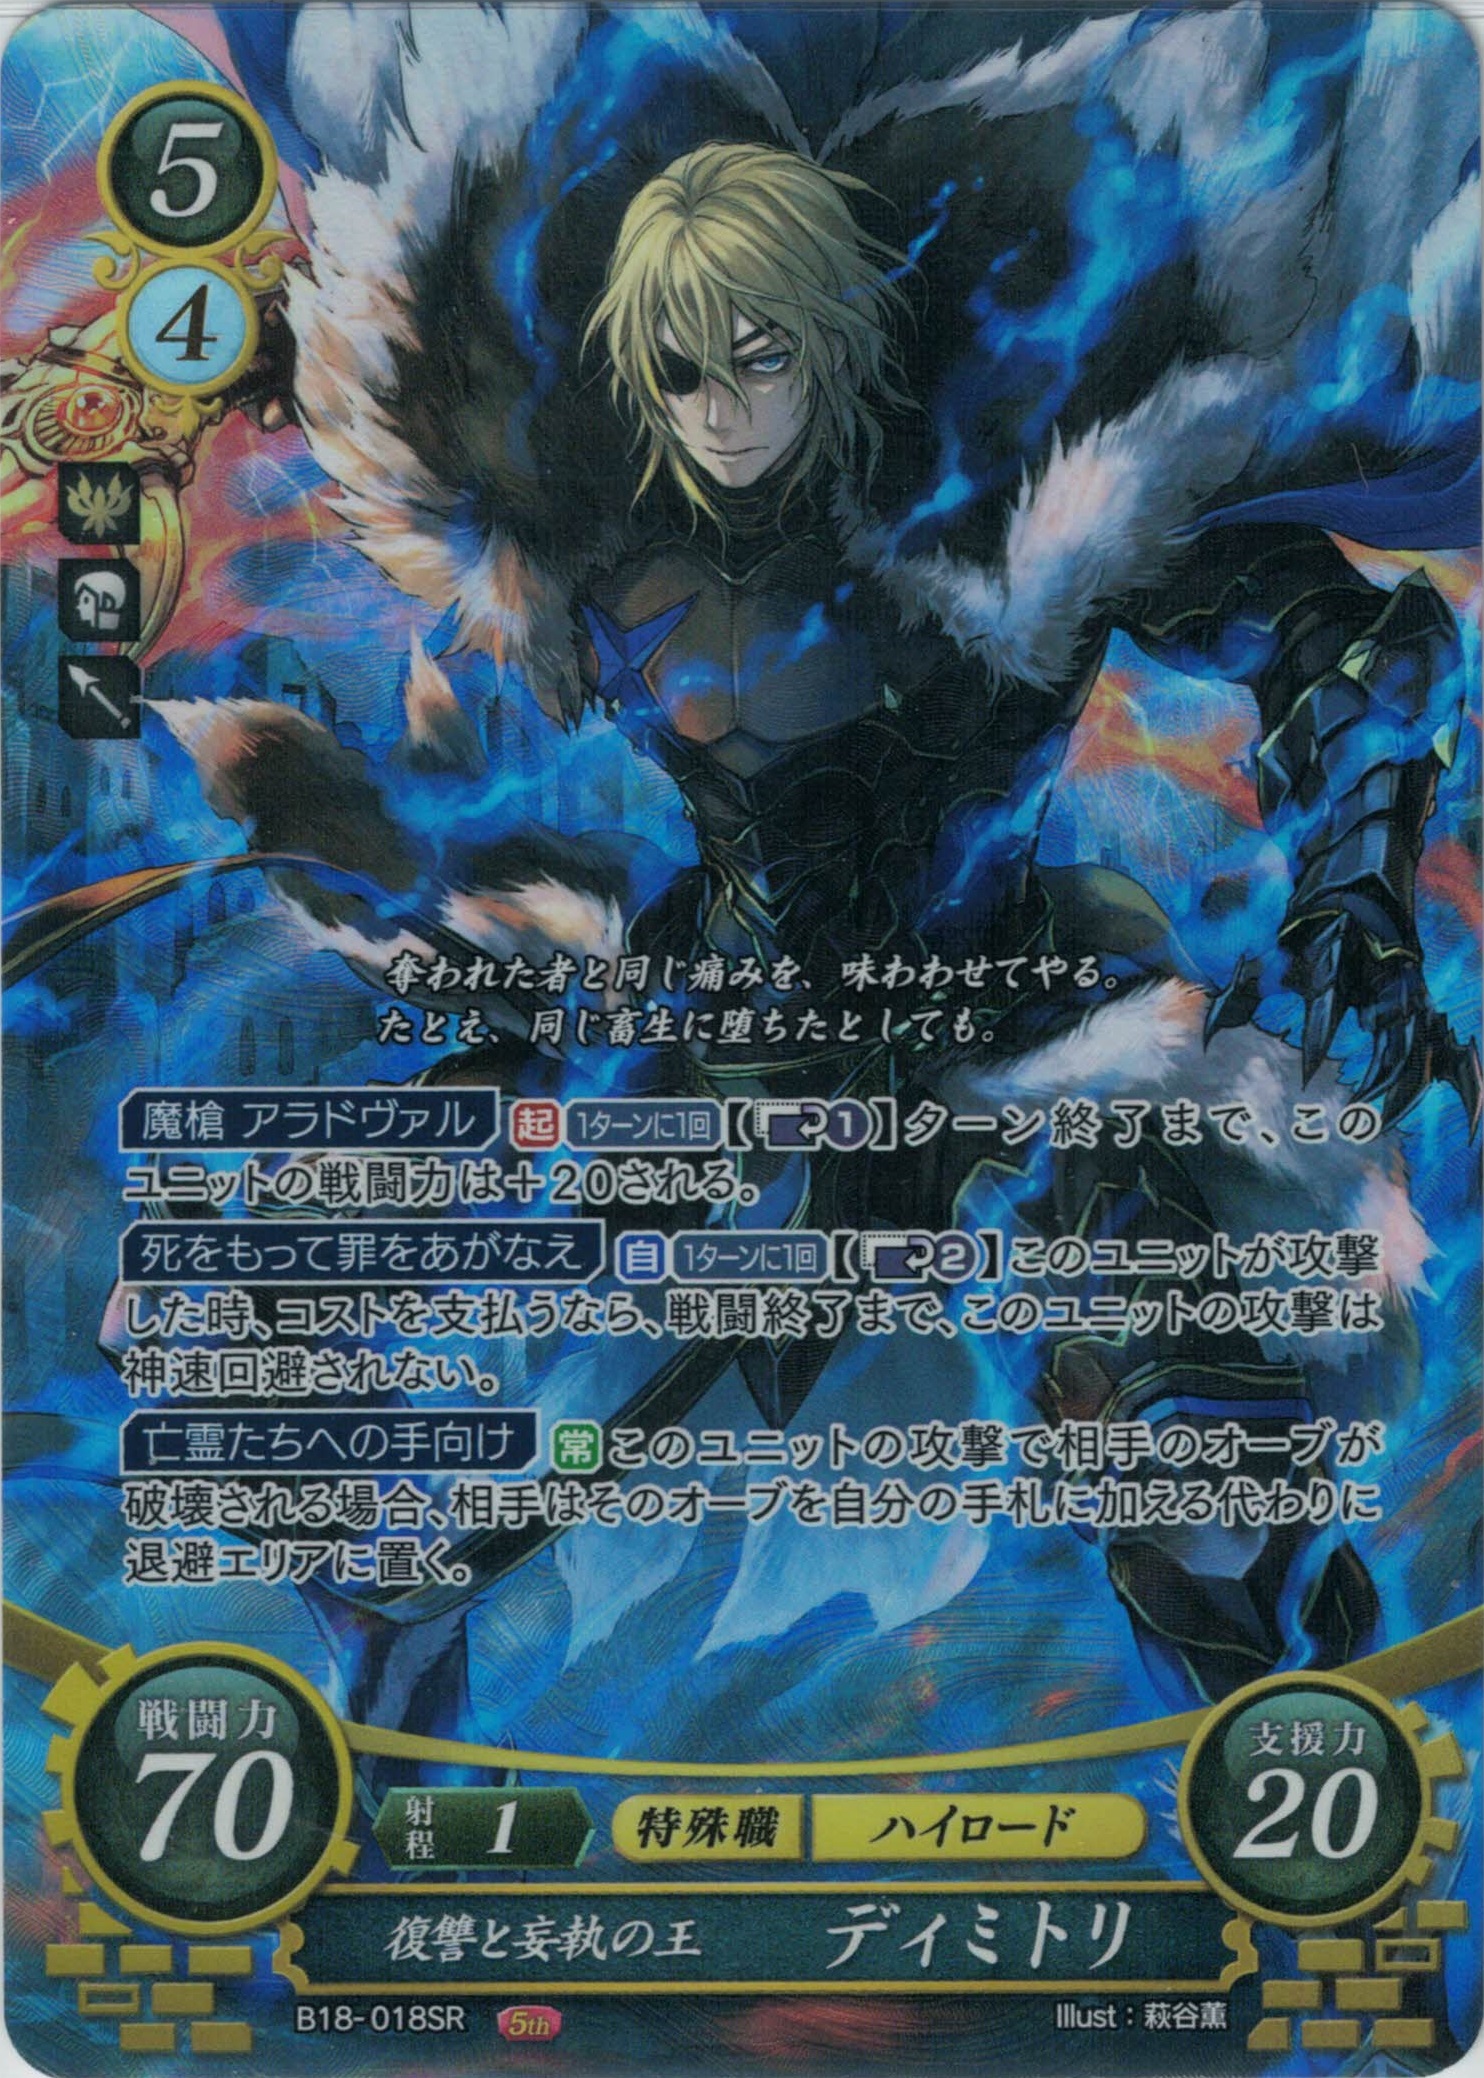 5
4
奪われた者と同じ痛みを、味わわせてやる。
たとえ、同じ畜生に堕ちたとしても。
魔槍 アラドヴァル 起 1ターンに1回【1】ターン終了まで、この
ユニットの戦闘力は＋20される。
死をもって罪をあがなえ 自 1ターンに1回【2】このユニットが攻撃
した時、コストを支払うなら、戦闘終了まで、このユニットの攻撃は
神速回避されない。
亡霊たちへの手向け 常 このユニットの攻撃で相手のオーブが
破壊される場合、相手はそのオーブを自分の手札に加える代わりに
退避エリアに置く。
戦闘力
70
射程 1
特殊職 ハイロード
支援力
20
復讐と妄執の王 ディミトリ
B18-018SR 5th Illust：萩谷薫